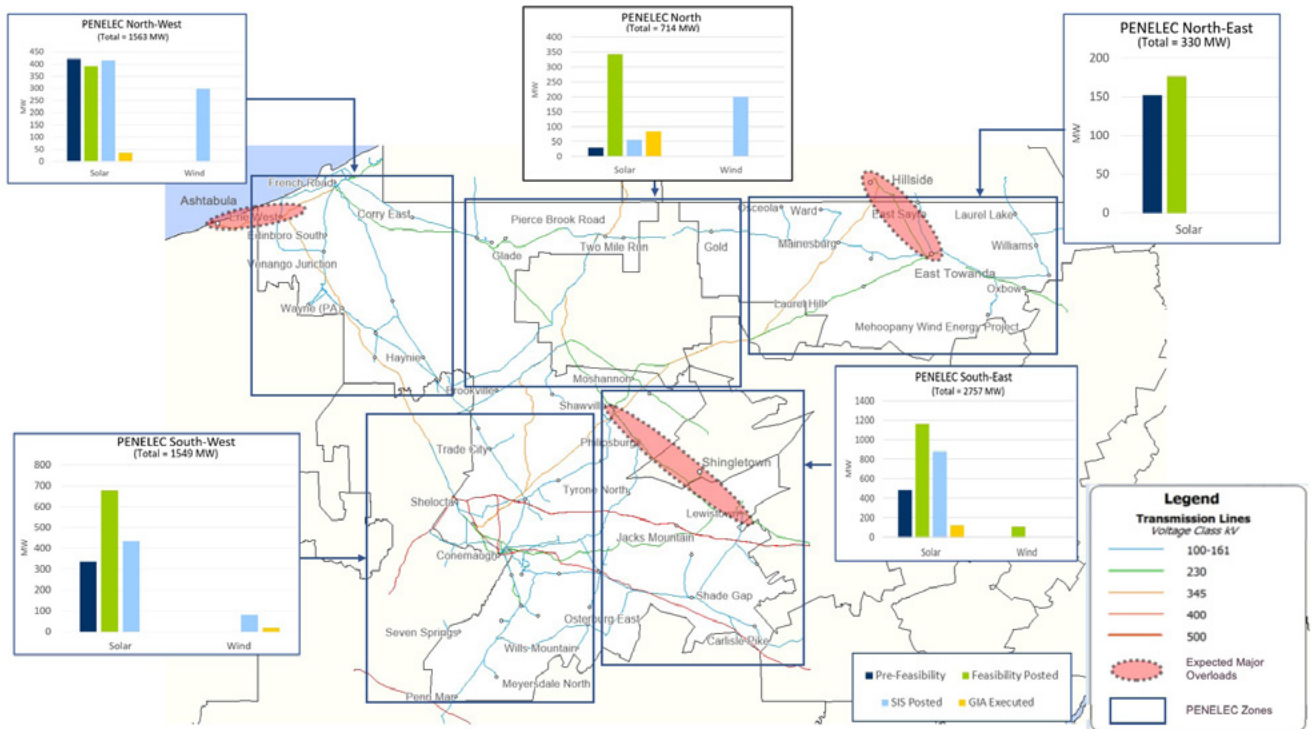 PENELEC North-West
(Total = 1563 MW)
450
400
350
300
250
200
150
100
50
0
MW
Solar
Wind
PENELEC North
(Total = 714 MW)
400
350
300
250
200
150
100
50
0
MW
Solar
Wind
PENELEC North-East
(Total = 330 MW)
200
150
100
50
0
MW
Solar
Ashtabula
French Road
Erie West
Corry East
Edinboro South
Venango Junction
Wayne (PA)
Haynie
Pierce Brook Road
Two Mile Run
Glade
Gold
Osceola
Ward
Hillside
East Sayre
Laurel Lake
Mainesburg
Williams
East Towanda
Oxbow
Laurel Hill
Mehoopany Wind Energy Project
Brookville
Moshannon
Shawville
Philipsburg
Shingletown
Trade City
Tyrone North
Lewistown
Shelocta
Jacks Mountain
Conemaugh
Shade Gap
Seven Springs
Osterburg East
Wills Mountain
Carlisle Pike
Meyersdale North
Penn Mar
PENELEC South-West
(Total = 1549 MW)
800
700
600
500
400
300
200
100
0
MW
Solar
Wind
PENELEC South-East
(Total = 2757 MW)
1400
1200
1000
800
600
400
200
0
MW
Solar
Wind
Pre-Feasibility
Feasibility Posted
SIS Posted
GIA Executed
Legend
Transmission Lines
Voltage Class kV
100-161
230
345
400
500
Expected Major
Overloads
PENELEC Zones